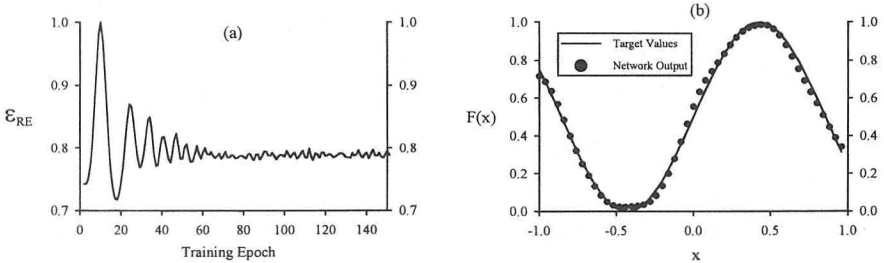 (a)
1.0
0.9
0.8
0.7
ε_RE
1.0
0.9
0.8
0.7
0 20 40 60 80 100 120 140
Training Epoch
(b)
1.0
0.8
0.6
0.4
0.2
0.0
F(x)
Target Values
Network Output
1.0
0.8
0.6
0.4
0.2
0.0
-1.0 -0.5 0.0 0.5 1.0
x